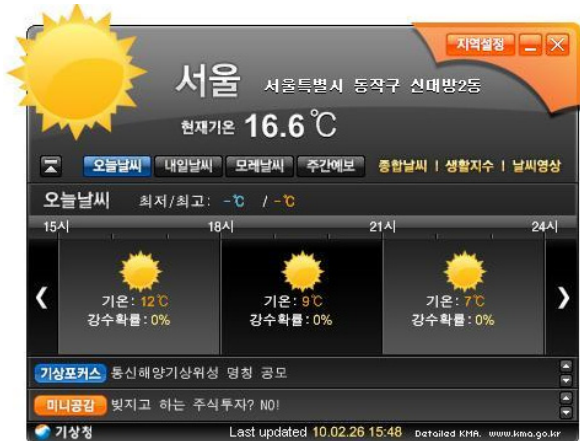 지역설정
서울 서울특별시 동작구 신대방2동
현재기온 16.6℃
오늘날씨 내일날씨 모레날씨 주간예보 종합날씨 | 생활지수 | 날씨영상
오늘날씨 최저/최고: -℃ / -℃
15시 18시 21시 24시
기온: 12℃ 기온: 9℃ 기온: 7℃
강수확률: 0% 강수확률: 0% 강수확률: 0%
기상포커스 통신해양기상위성 명칭 공모
미니공감 빚지고 하는 주식투자? NO!
기상청 Last updated 10.02.26 15:48 Detailed KMA. www.kma.go.kr